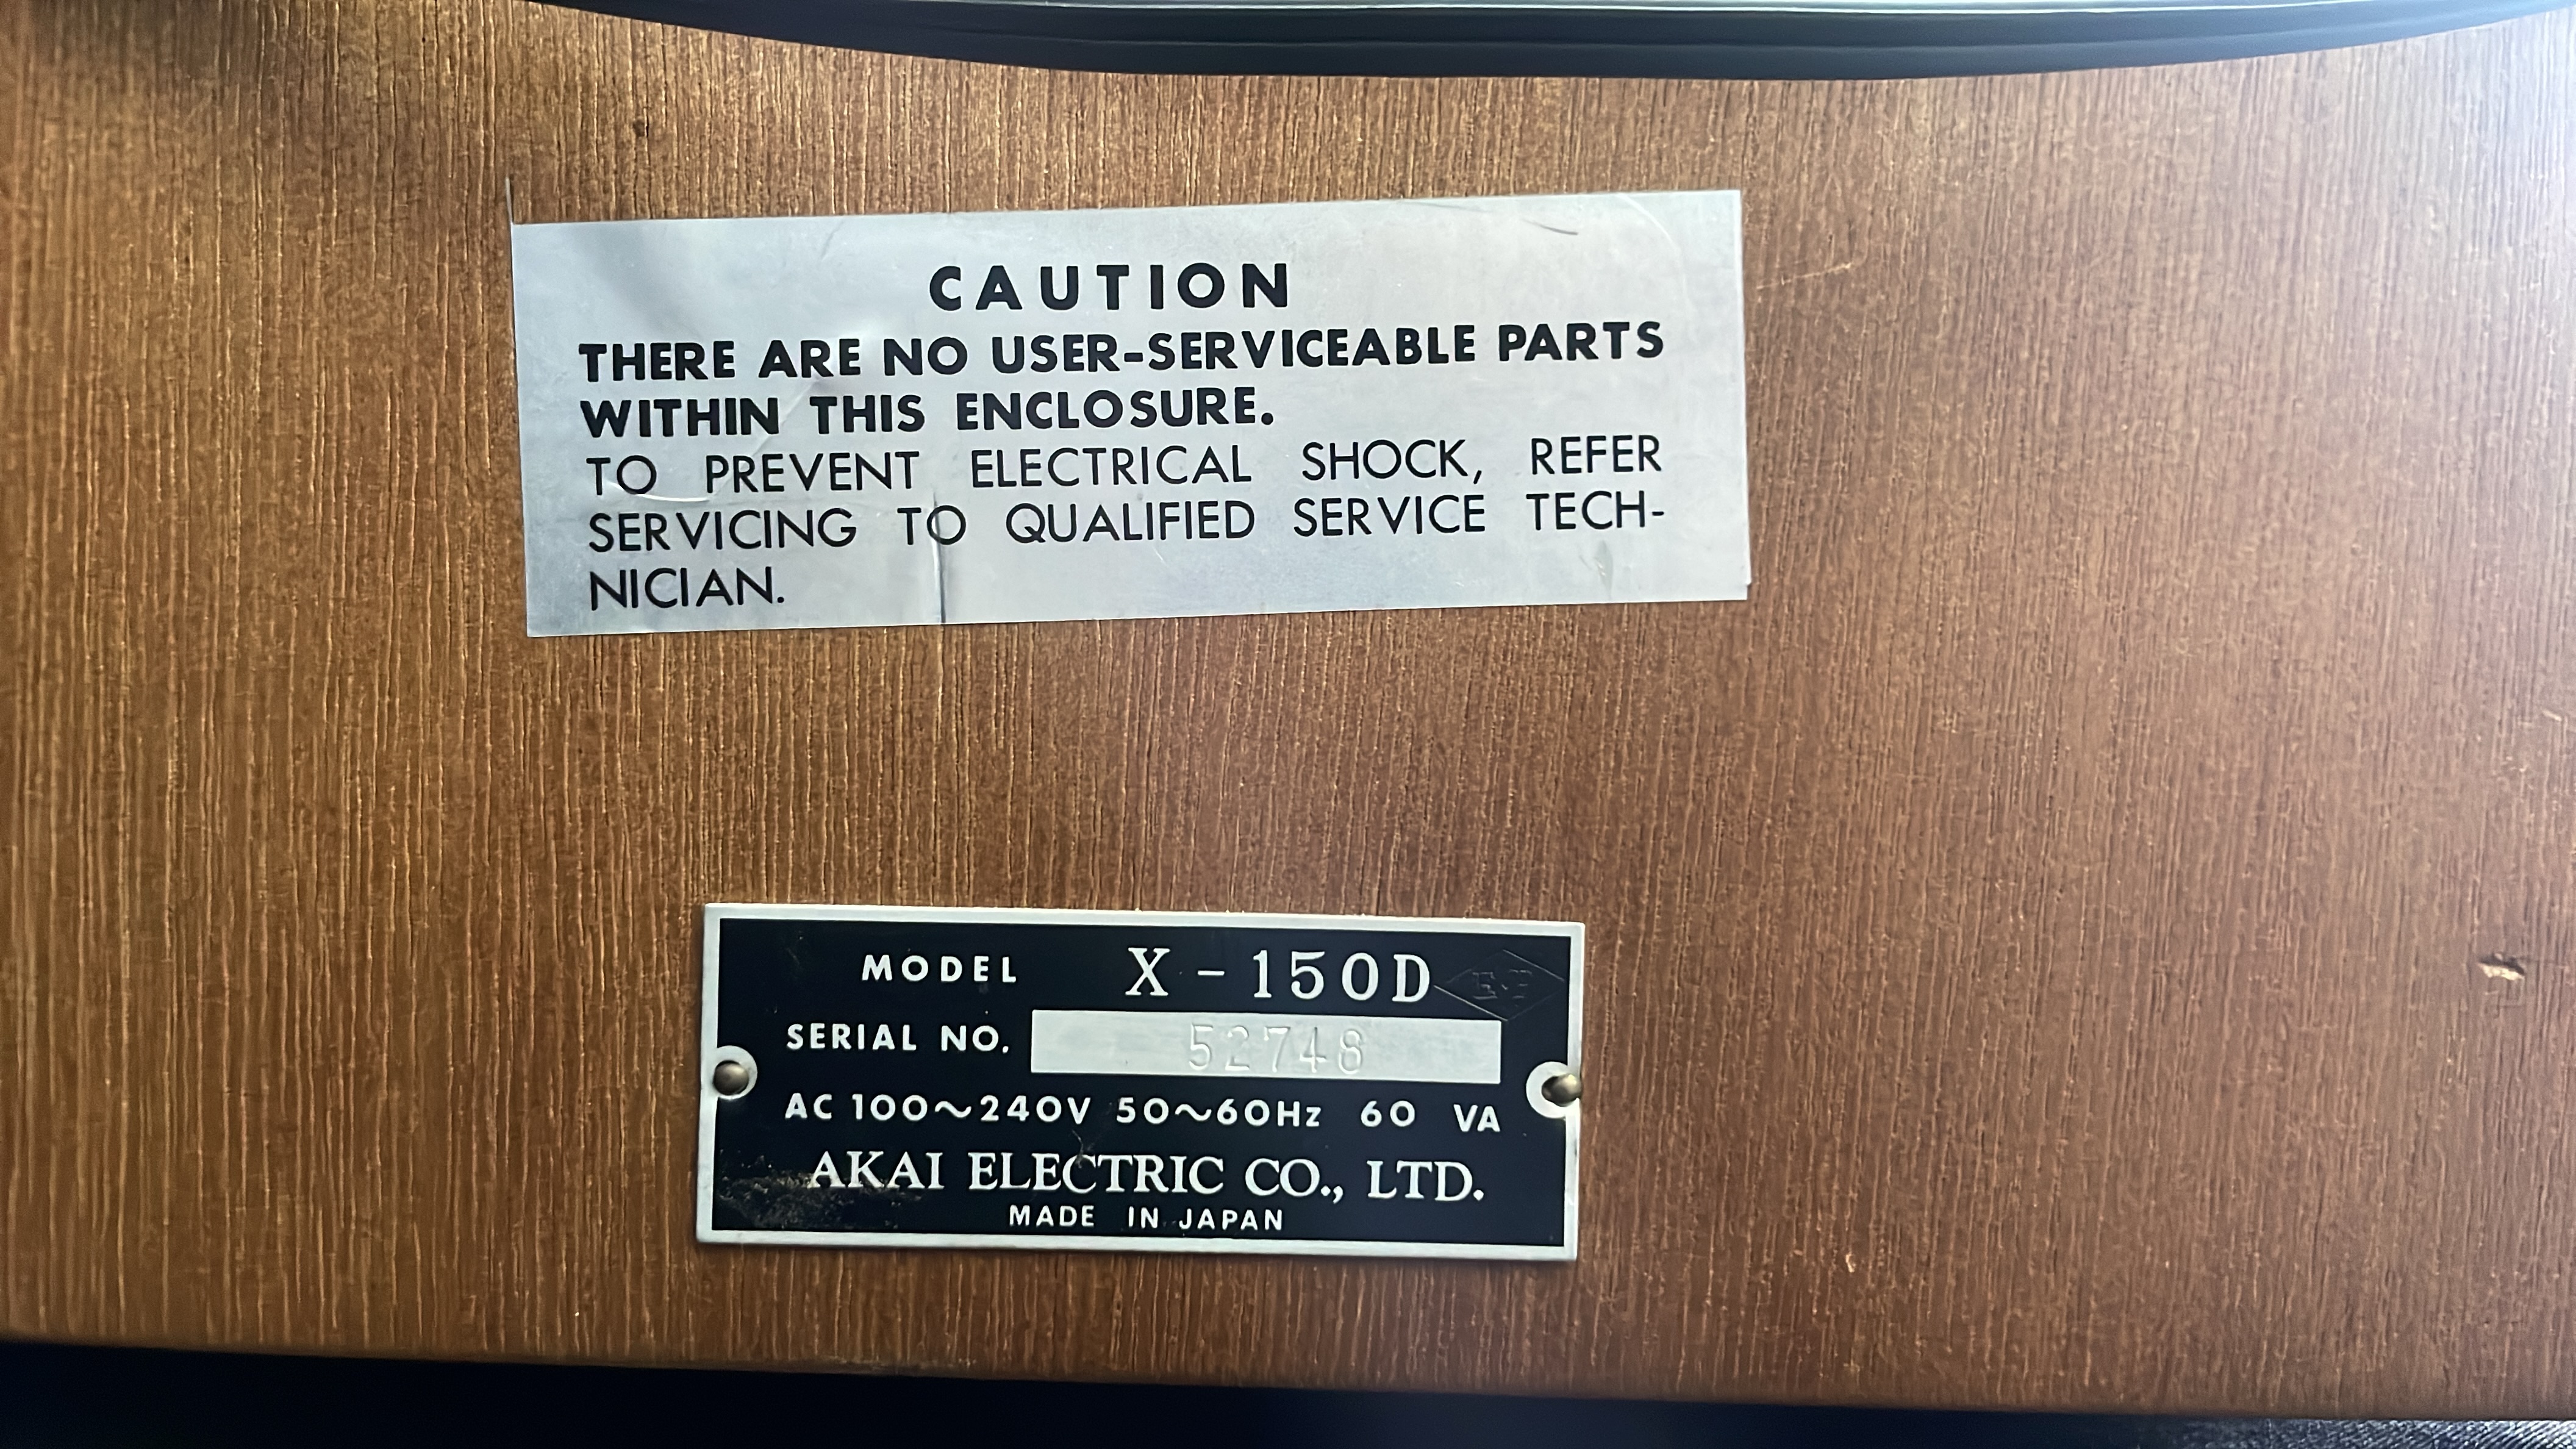 CAUTION
THERE ARE NO USER-SERVICEABLE PARTS
WITHIN THIS ENCLOSURE.
TO PREVENT ELECTRICAL SHOCK, REFER
SERVICING TO QUALIFIED SERVICE TECH-
NICIAN.
MODEL X-150D
SERIAL NO. 52748
AC 100~240V 50~60Hz 60 VA
AKAI ELECTRIC CO., LTD.
MADE IN JAPAN